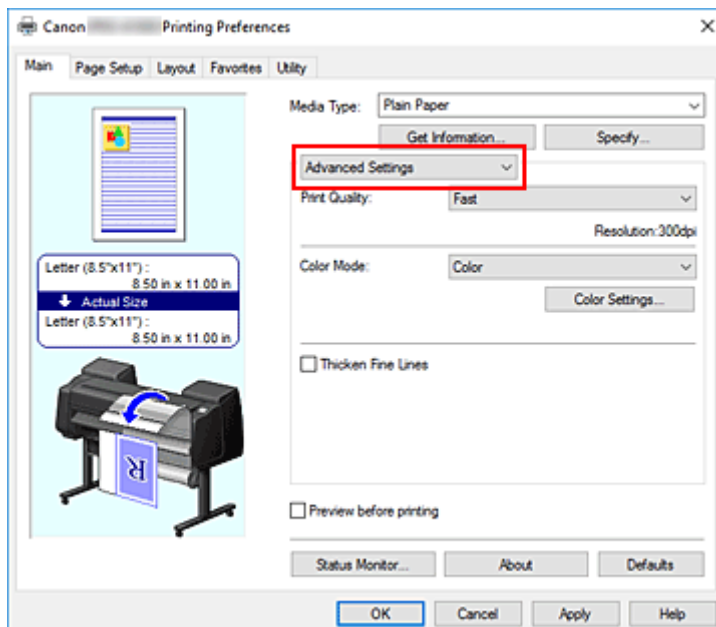 Canon Printing Preferences
Main Page Setup Layout Favorites Utility
Media Type: Plain Paper
Get Information... Specify...
Advanced Settings
Print Quality: Fast
Resolution:300dpi
Color Mode: Color
Color Settings...
Thicken Fine Lines
Letter (8.5"x11") :
8.50 in x 11.00 in
Actual Size
Letter (8.5"x11") :
8.50 in x 11.00 in
R
Preview before printing
Status Monitor... About Defaults
OK Cancel Apply Help